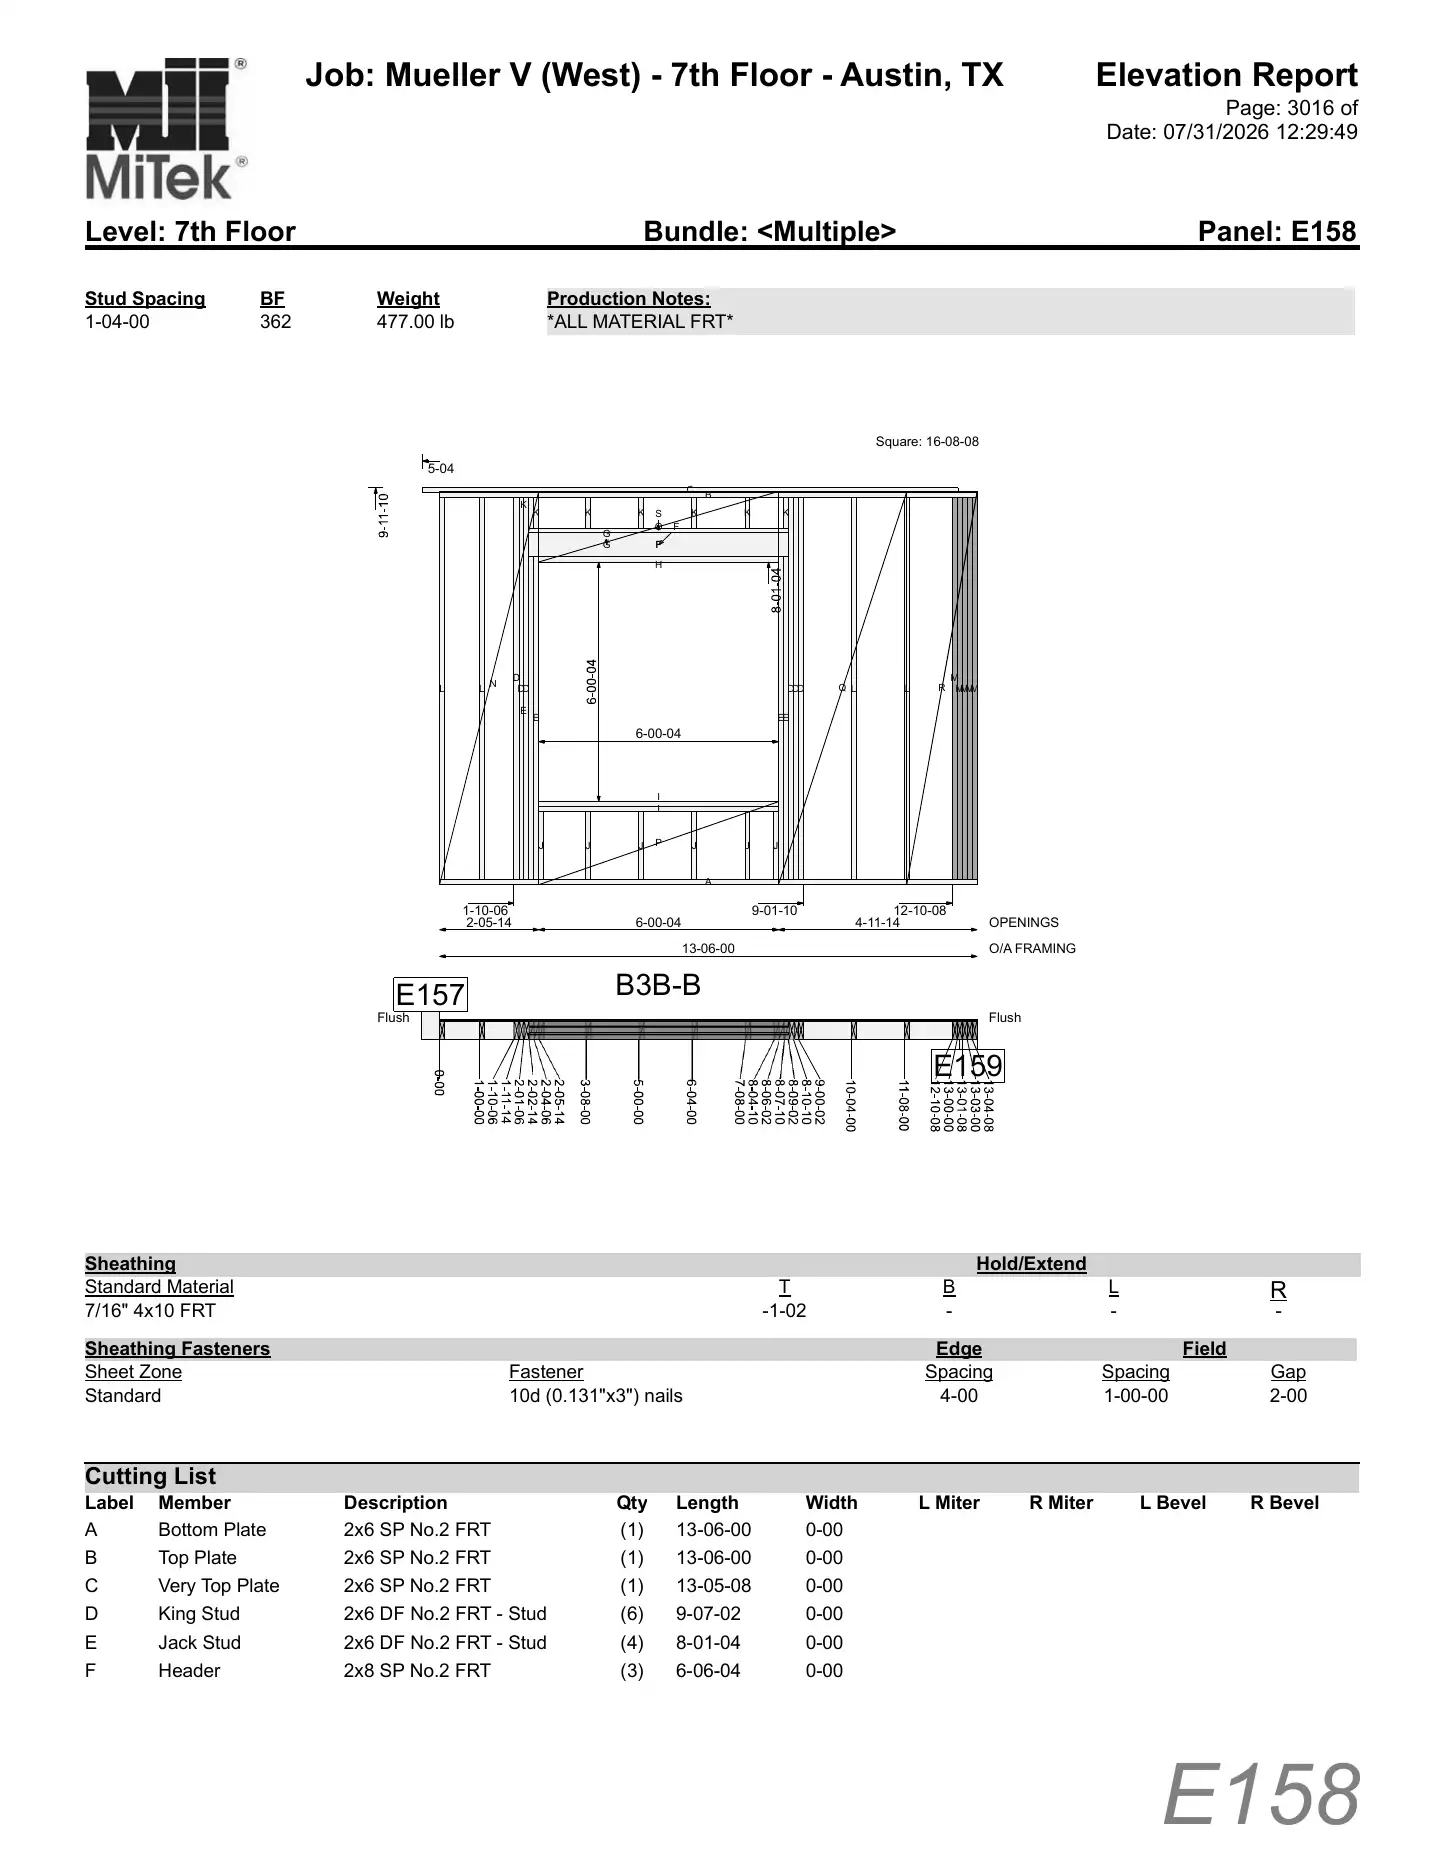 MiTek®
Job: Mueller V (West) - 7th Floor - Austin, TX
Elevation Report
Page: 3016 of
Date: 07/31/2026 12:29:49
Level: 7th Floor Bundle: <Multiple> Panel: E158
Stud Spacing BF Weight Production Notes:
1-04-00 362 477.00 lb *ALL MATERIAL FRT*
Square: 16-08-08
5-04
9-11-10
B
K K K K S K K K
G F
G F
H
8-01-04
6-00-04
L L N D D D D Q L L R M M M M
E E E E
6-00-04
I
I
J J J P J J J
A
1-10-06 9-01-10 12-10-08
2-05-14 6-00-04 4-11-14 OPENINGS
13-06-00 O/A FRAMING
E157 B3B-B
Flush Flush
E159
0-00 1-00-00 1-10-06 1-11-14 2-01-06 2-02-14 2-04-06 2-05-14 3-08-00 5-00-00 6-04-00 7-08-00 8-04-10 8-06-02 8-07-10 8-09-02 8-10-10 9-00-02 10-04-00 11-08-00 12-10-08 13-00-00 13-01-08 13-03-00 13-04-08
Sheathing Hold/Extend
Standard Material T B L R
7/16" 4x10 FRT -1-02 - - -
Sheathing Fasteners Edge Field
Sheet Zone Fastener Spacing Spacing Gap
Standard 10d (0.131"x3") nails 4-00 1-00-00 2-00
Cutting List
Label Member Description Qty Length Width L Miter R Miter L Bevel R Bevel
A Bottom Plate 2x6 SP No.2 FRT (1) 13-06-00 0-00
B Top Plate 2x6 SP No.2 FRT (1) 13-06-00 0-00
C Very Top Plate 2x6 SP No.2 FRT (1) 13-05-08 0-00
D King Stud 2x6 DF No.2 FRT - Stud (6) 9-07-02 0-00
E Jack Stud 2x6 DF No.2 FRT - Stud (4) 8-01-04 0-00
F Header 2x8 SP No.2 FRT (3) 6-06-04 0-00
E158